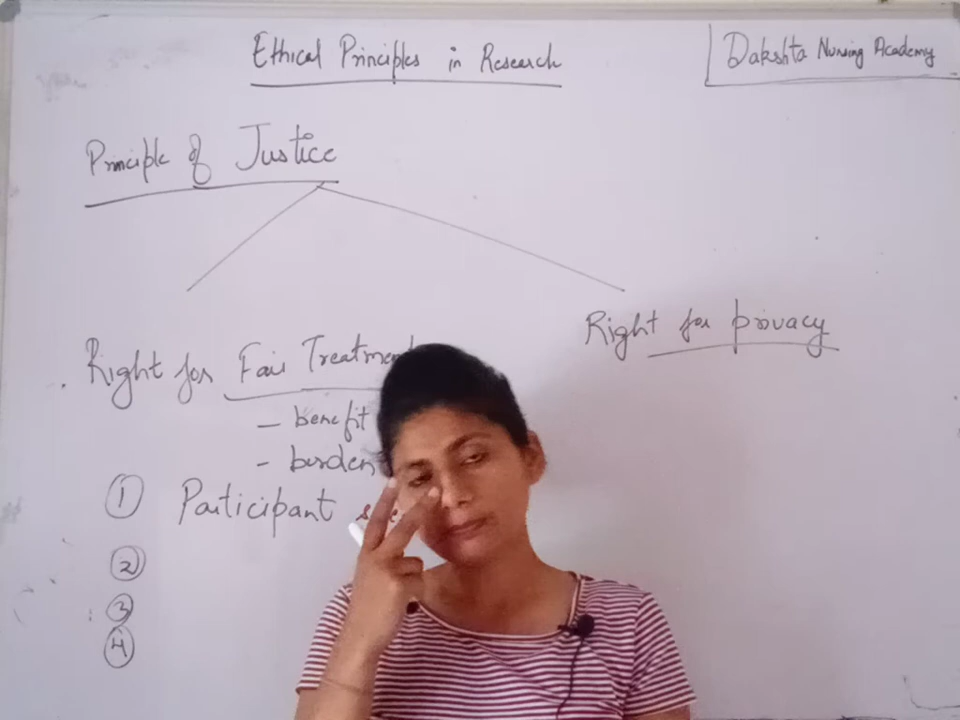 Ethical Principles in Research
Dakshta Nursing Academy
Principle of Justice
Right for Fair Treatment
– benefit
- burden
① Participant
②
③
④
Right for privacy